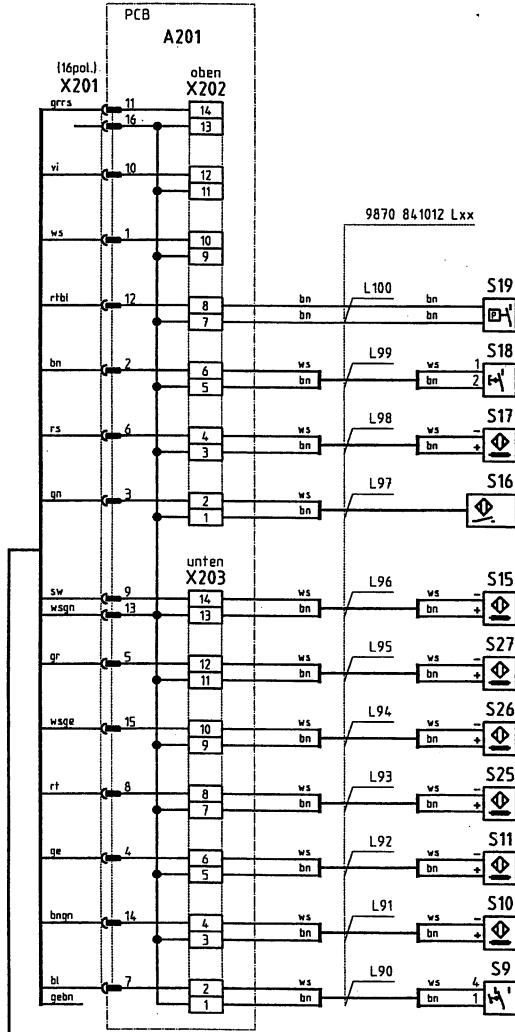 PCB
A201
(16pol.)
X201
oben
X202
grrs 11 14
16 13
vi 10 12
11
ws 1 10
9
9870 841012 Lxx
rtbl 12 8 bn L100 bn S19
7 bn bn P
bn 2 6 ws L99 ws 1 S18
5 bn bn 2
rs 6 4 ws L98 ws - S17
3 bn bn +
gn 3 2 ws L97 S16
1 bn
unten
X203
sw 9 14 ws L96 ws - S15
wsgn 13 13 bn bn +
gr 5 12 ws L95 ws - S27
11 bn bn +
wsge 15 10 ws L94 ws - S26
9 bn bn +
rt 8 8 ws L93 ws - S25
7 bn bn +
ge 4 6 ws L92 ws - S11
5 bn bn +
bngn 14 4 ws L91 ws - S10
3 bn bn +
bl 7 2 ws L90 ws 4 S9
gebn 1 bn bn 1